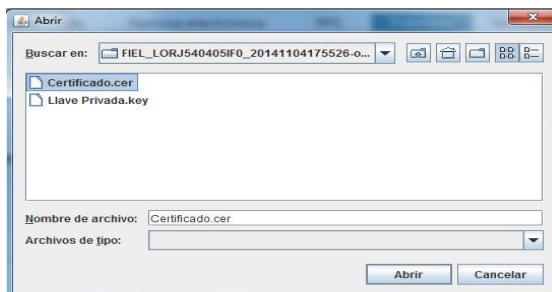 Abrir
Buscar en: FIEL_LORJ540405IF0_20141104175526-o...
Certificado.cer
Llave Privada.key
Nombre de archivo: Certificado.cer
Archivos de tipo:
Abrir Cancelar